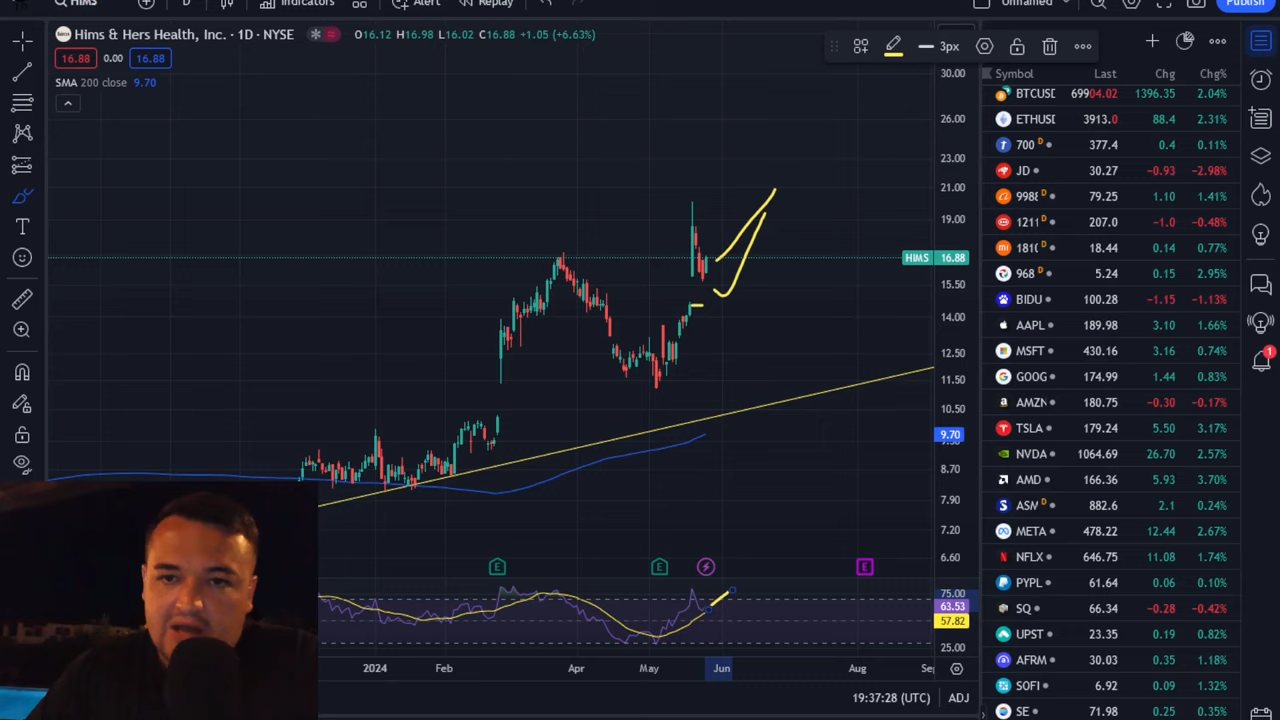 HIMS D Indicators Alert Replay Unnamed Publish
Hims & Hers Health, Inc. · 1D · NYSE O16.12 H16.98 L16.02 C16.88 +1.05 (+6.63%)
16.88 0.00 16.88
SMA 200 close 9.70
3px
30.00
26.00
23.00
21.00
19.00
HIMS 16.88
15.50
14.00
12.50
11.50
10.50
9.70
8.70
7.90
7.20
6.60
E E E
75.00
63.53
57.82
25.00
2024 Feb Apr May Jun Aug
19:37:28 (UTC) ADJ
Symbol Last Chg Chg%
BTCUSD 69904.02 1396.35 2.04%
ETHUSD 3913.0 88.4 2.31%
700 D 377.4 0.4 0.11%
JD 30.27 -0.93 -2.98%
9988 D 79.25 1.10 1.41%
1211 D 207.0 -1.0 -0.48%
1810 D 18.44 0.14 0.77%
968 D 5.24 0.15 2.95%
BIDU 100.28 -1.15 -1.13%
AAPL 189.98 3.10 1.66%
MSFT 430.16 3.16 0.74%
GOOG 174.99 1.44 0.83%
AMZN 180.75 -0.30 -0.17%
TSLA 179.24 5.50 3.17%
NVDA 1064.69 26.70 2.57%
AMD 166.36 5.93 3.70%
ASM D 882.6 2.1 0.24%
META 478.22 12.44 2.67%
NFLX 646.75 11.08 1.74%
PYPL 61.64 0.06 0.10%
SQ 66.34 -0.28 -0.42%
UPST 23.35 0.19 0.82%
AFRM 30.03 0.35 1.18%
SOFI 6.92 0.09 1.32%
SE 71.98 0.25 0.35%
1